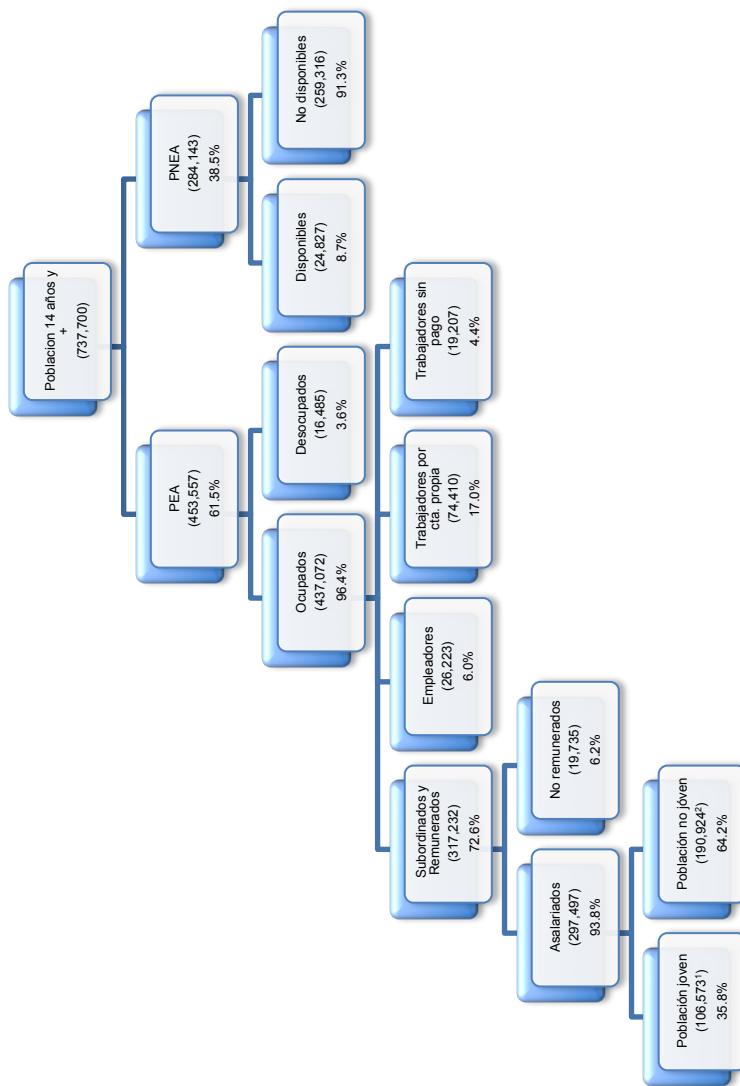 Poblacion 14 años y
+
(737,700)
PEA
(453,557)
61.5%
PNEA
(284,143)
38.5%
Ocupados
(437,072)
96.4%
Desocupados
(16,485)
3.6%
Disponibles
(24,827)
8.7%
No disponibles
(259,316)
91.3%
Subordinados y
Remunerados
(317,232)
72.6%
Empleadores
(26,223)
6.0%
Trabajadores por
cta. propia
(74,410)
17.0%
Trabajadores sin
pago
(19,207)
4.4%
Asalariados
(297,497)
93.8%
No remunerados
(19,735)
6.2%
Población joven
(106,573¹)
35.8%
Población no jóven
(190,924²)
64.2%